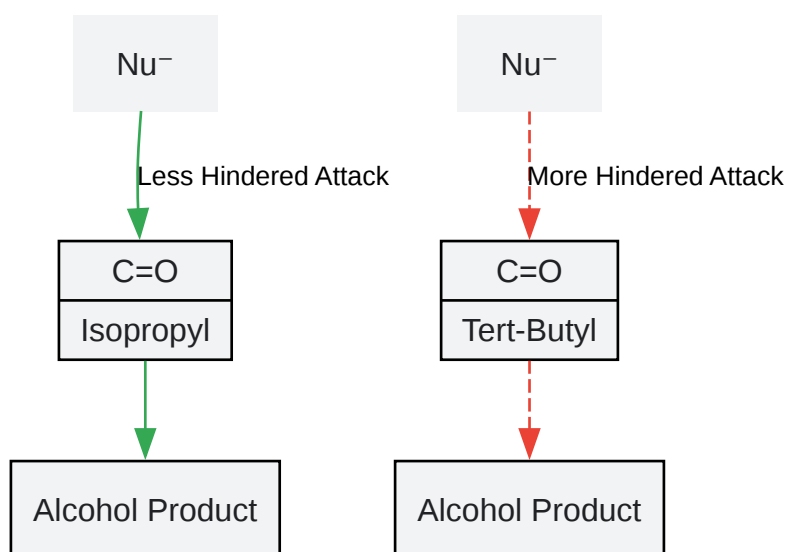 Nu⁻
Nu⁻
Less Hindered Attack
More Hindered Attack
C=O
Isopropyl
C=O
Tert-Butyl
Alcohol Product
Alcohol Product